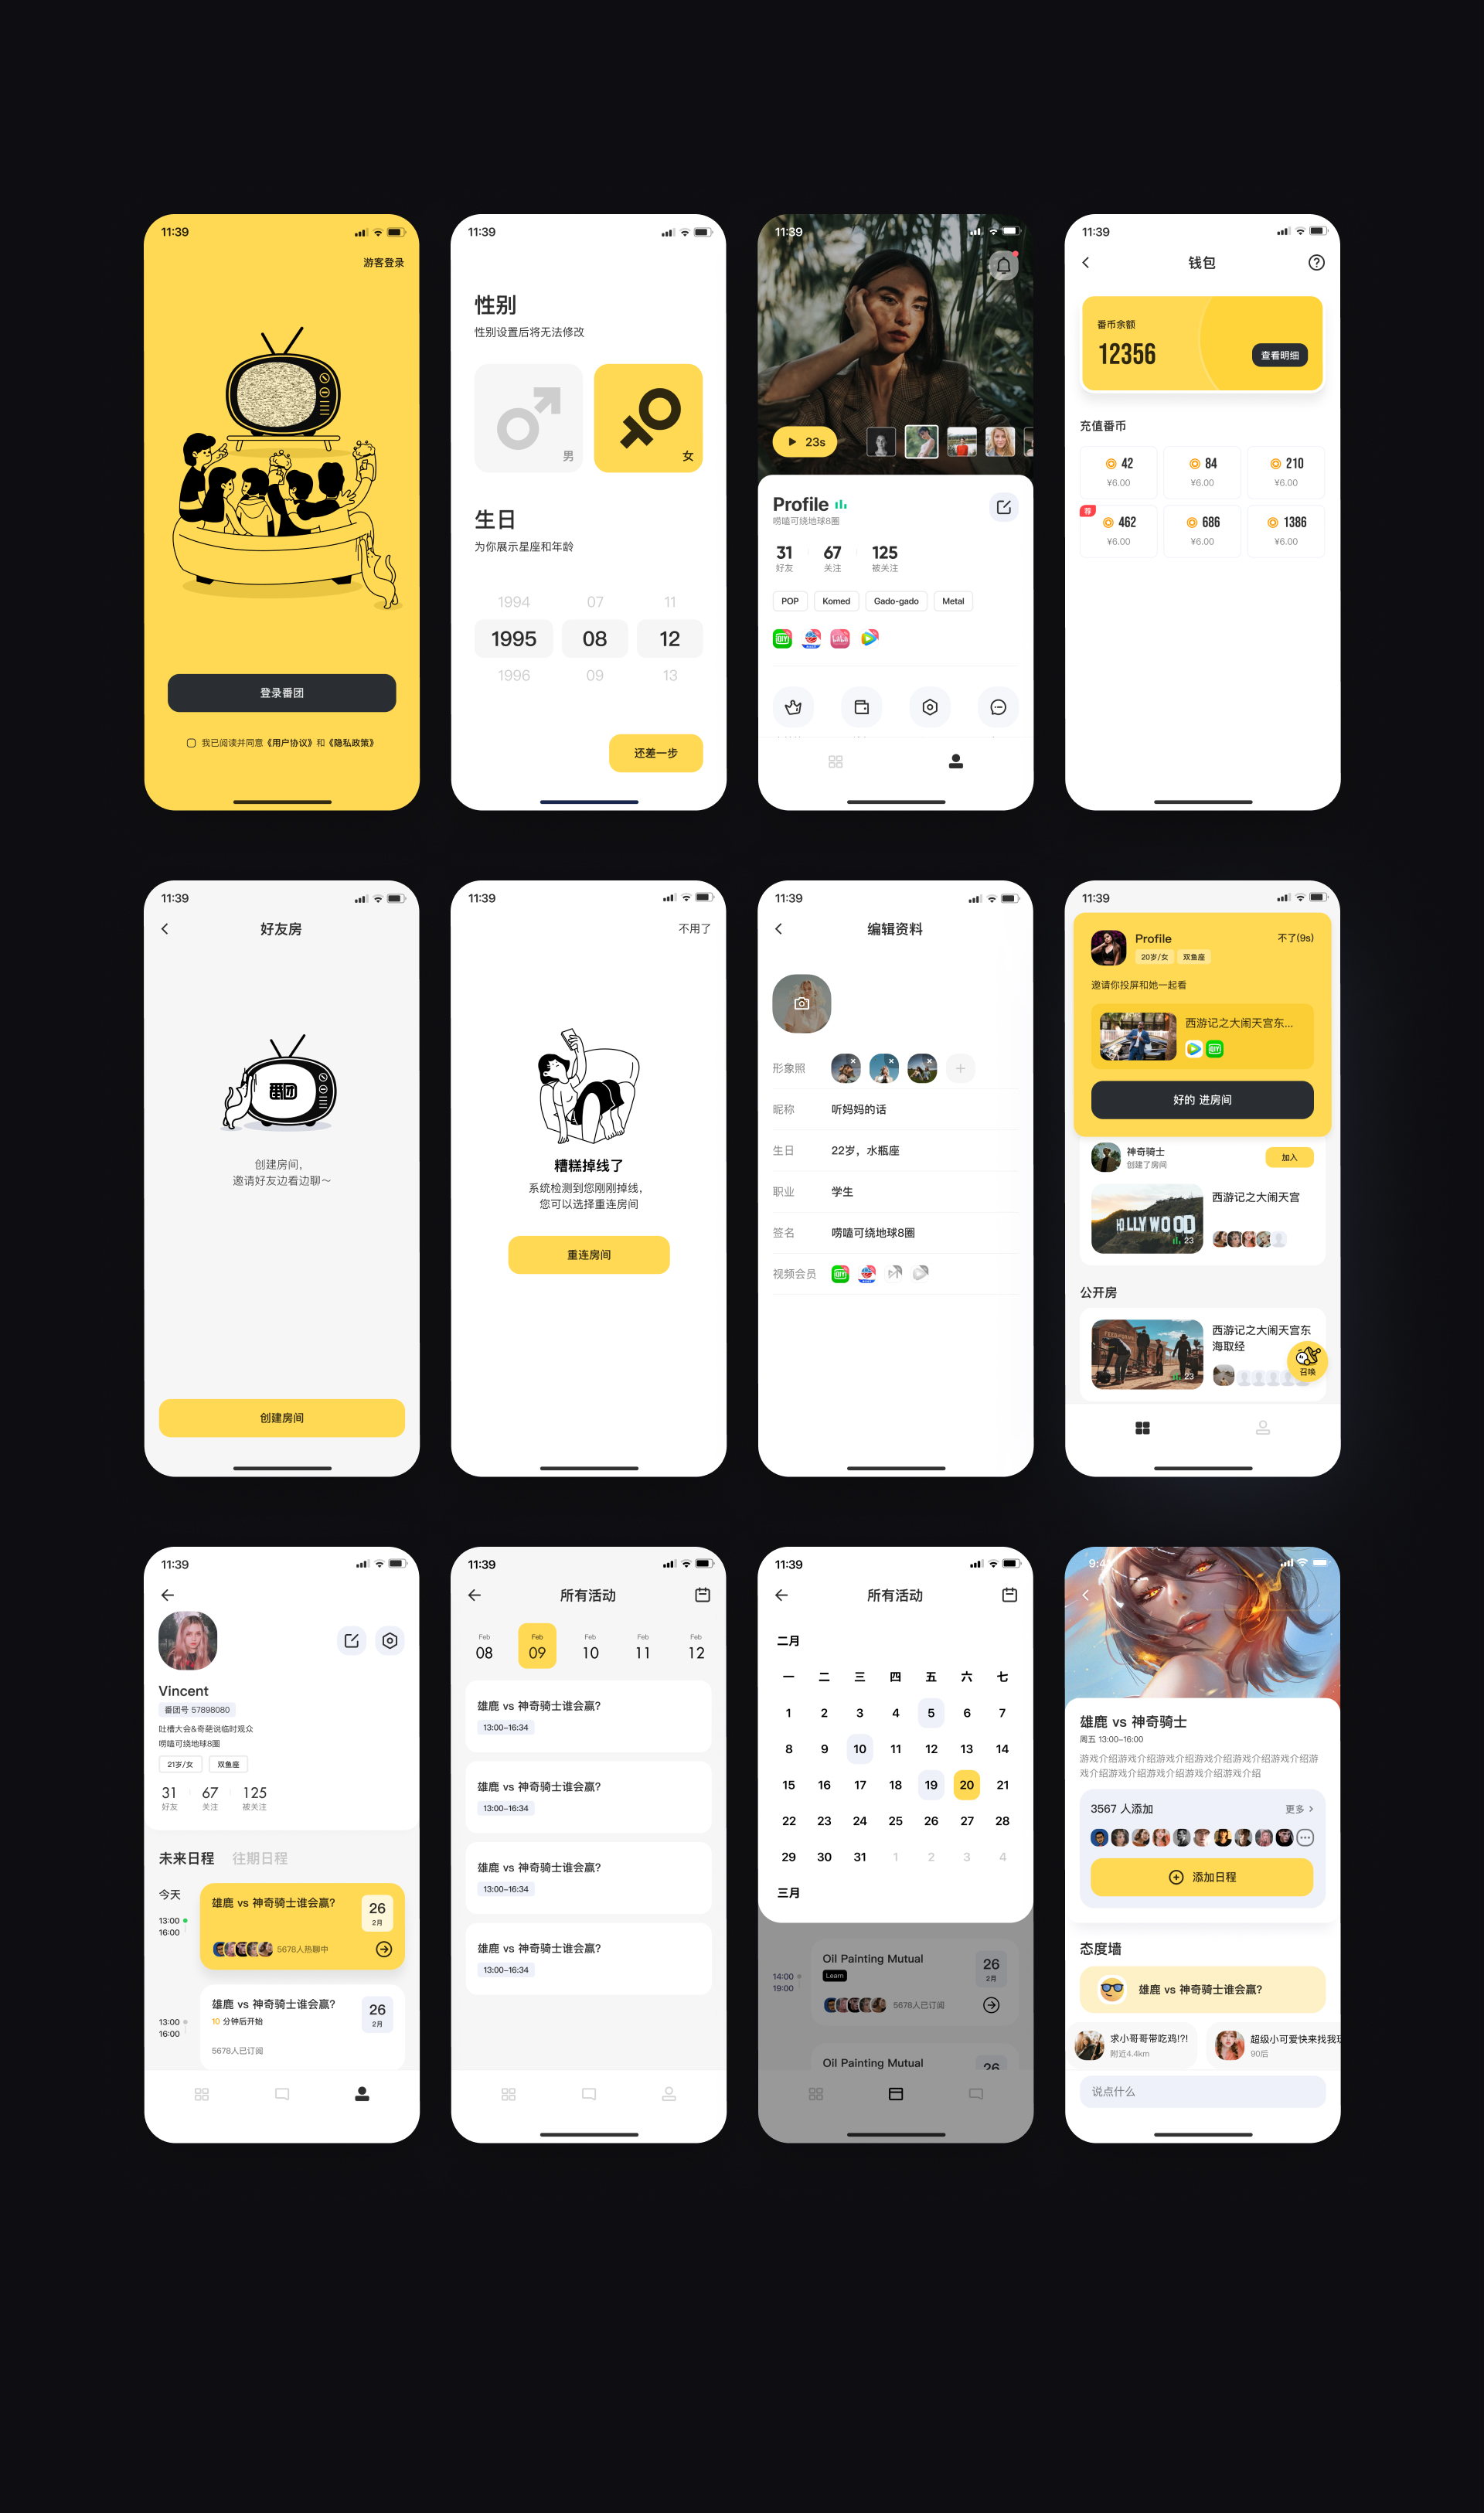 11:39
游客登录
登录番团
我已阅读并同意《用户协议》和《隐私政策》
11:39
性别
性别设置后将无法修改
男
女
生日
为你展示星座和年龄
1994 07 11
1995 08 12
1996 09 13
还差一步
11:39
23s
Profile
唠嗑可绕地球8圈
31 67 125
好友 关注 被关注
POP Komed Gado-gado Metal
11:39
钱包
番币余额
12356
查看明细
充值番币
42 84 210
¥6.00 ¥6.00 ¥6.00
荐
462 686 1386
¥6.00 ¥6.00 ¥6.00
11:39
好友房
番团
创建房间，
邀请好友边看边聊～
创建房间
11:39
不用了
糟糕掉线了
系统检测到您刚刚掉线，
您可以选择重连房间
重连房间
11:39
编辑资料
形象照
昵称 听妈妈的话
生日 22岁，水瓶座
职业 学生
签名 唠嗑可绕地球8圈
视频会员
11:39
Profile
不了(9s)
20岁/女 双鱼座
邀请你投屏和她一起看
西游记之大闹天宫东...
好的 进房间
神奇骑士
创建了房间
加入
西游记之大闹天宫
HOLLYWOOD
23
公开房
西游记之大闹天宫东
海取经
23
召唤
11:39
Vincent
番团号 57898080
吐槽大会&奇葩说临时观众
唠嗑可绕地球8圈
21岁/女 双鱼座
31 67 125
好友 关注 被关注
未来日程 往期日程
今天
13:00
16:00
雄鹿 vs 神奇骑士谁会赢？
26
2月
5678人热聊中
13:00
16:00
雄鹿 vs 神奇骑士谁会赢？
10 分钟后开始
26
2月
5678人已订阅
11:39
所有活动
Feb Feb Feb Feb Feb
08 09 10 11 12
雄鹿 vs 神奇骑士谁会赢？
13:00-16:34
雄鹿 vs 神奇骑士谁会赢？
13:00-16:34
雄鹿 vs 神奇骑士谁会赢？
13:00-16:34
雄鹿 vs 神奇骑士谁会赢？
13:00-16:34
11:39
所有活动
二月
一 二 三 四 五 六 七
1 2 3 4 5 6 7
8 9 10 11 12 13 14
15 16 17 18 19 20 21
22 23 24 25 26 27 28
29 30 31 1 2 3 4
三月
14:00
19:00
Oil Painting Mutual
Learn
26
2月
5678人已订阅
Oil Painting Mutual
26
雄鹿 vs 神奇骑士
周五 13:00-16:00
游戏介绍游戏介绍游戏介绍游戏介绍游戏介绍游戏介绍游
戏介绍游戏介绍游戏介绍游戏介绍游戏介绍
3567 人添加
更多
添加日程
态度墙
雄鹿 vs 神奇骑士谁会赢？
求小哥哥带吃鸡!?!
附近4.4km
超级小可爱快来找我玩
90后
说点什么